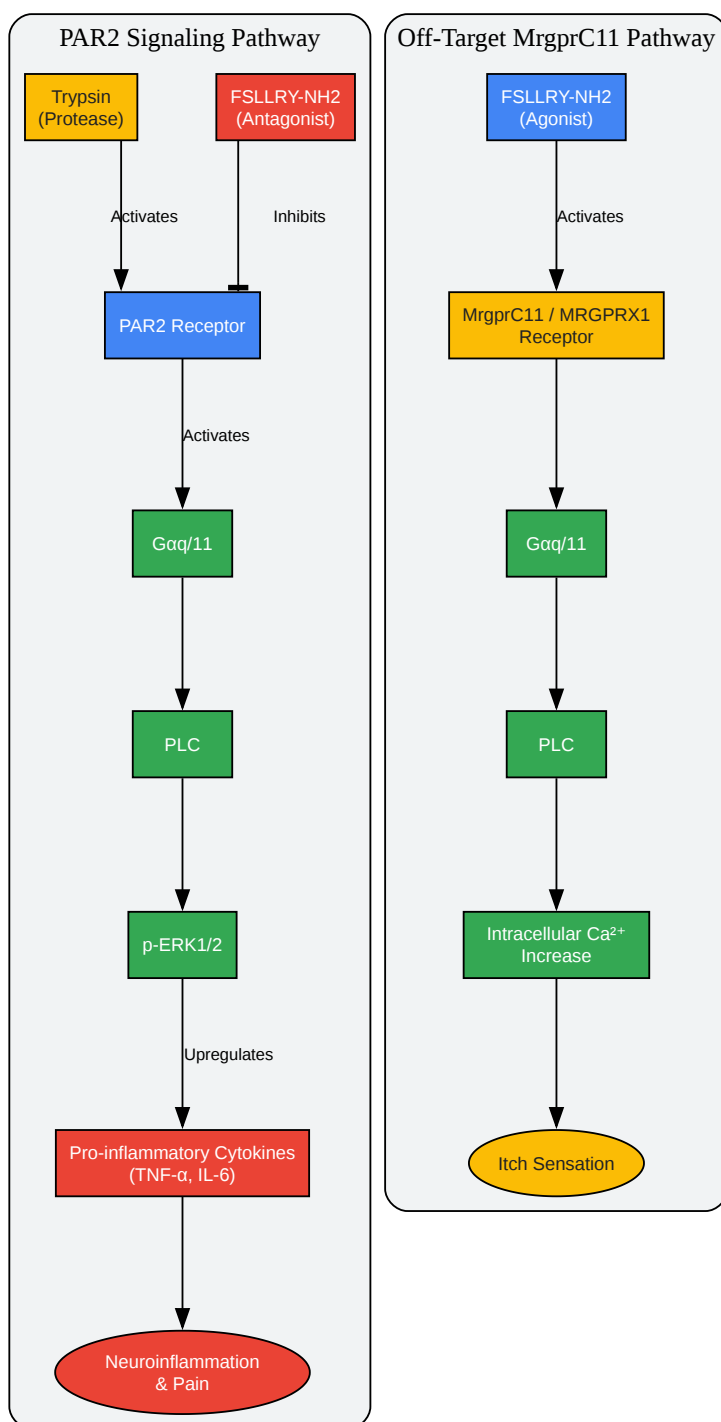 PAR2 Signaling Pathway
Trypsin
(Protease)
FSLLRY-NH2
(Antagonist)
Activates
Inhibits
PAR2 Receptor
Activates
Gαq/11
PLC
p-ERK1/2
Upregulates
Pro-inflammatory Cytokines
(TNF-α, IL-6)
Neuroinflammation
& Pain
Off-Target MrgprC11 Pathway
FSLLRY-NH2
(Agonist)
Activates
MrgprC11 / MRGPRX1
Receptor
Gαq/11
PLC
Intracellular Ca²⁺
Increase
Itch Sensation